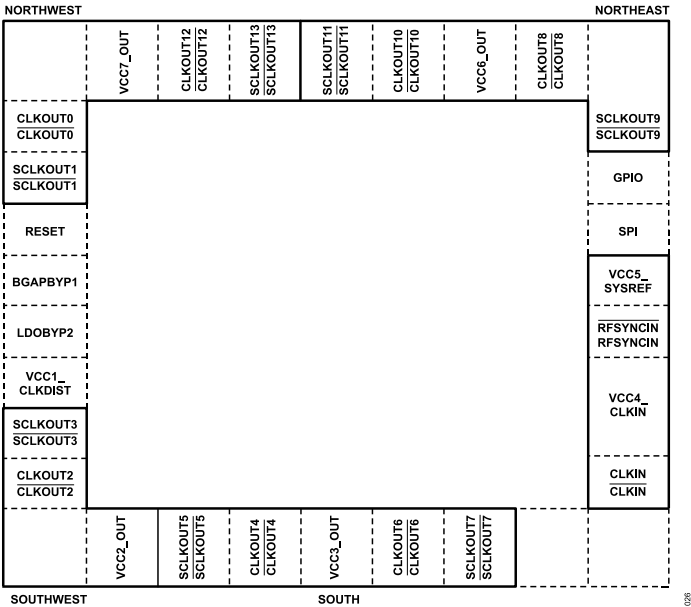 NORTHWEST
NORTHEAST
VCC7_OUT
CLKOUT12
CLKOUT12
SCLKOUT13
SCLKOUT13
SCLKOUT11
SCLKOUT11
CLKOUT10
CLKOUT10
VCC6_OUT
CLKOUT8
CLKOUT8
CLKOUT0
CLKOUT0
SCLKOUT1
SCLKOUT1
RESET
BGAPBYP1
LDOBYP2
VCC1_
CLKDIST
SCLKOUT3
SCLKOUT3
CLKOUT2
CLKOUT2
SCLKOUT9
SCLKOUT9
GPIO
SPI
VCC5_
SYSREF
RFSYNCIN
RFSYNCIN
VCC4_
CLKIN
CLKIN
CLKIN
VCC2_OUT
SCLKOUT5
SCLKOUT5
CLKOUT4
CLKOUT4
VCC3_OUT
CLKOUT6
CLKOUT6
SCLKOUT7
SCLKOUT7
SOUTHWEST
SOUTH
026